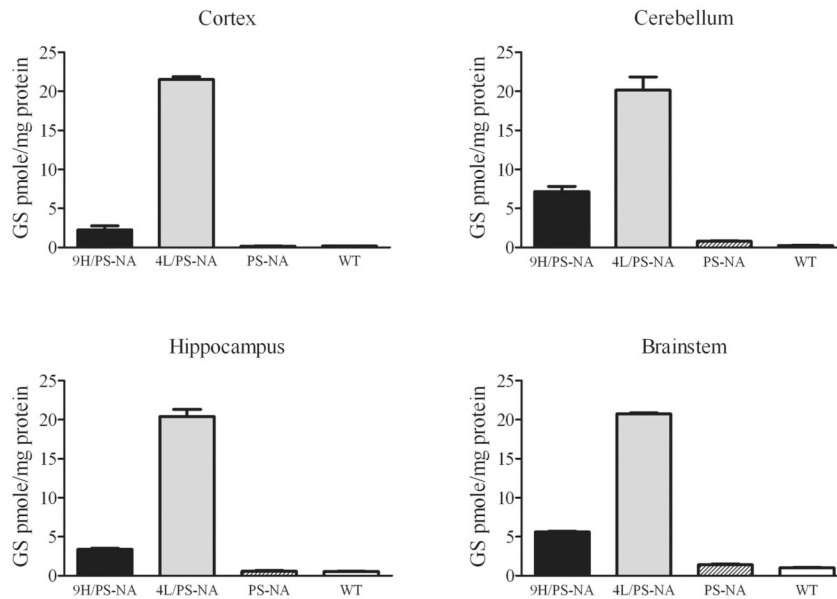 Cortex
GS pmole/mg protein
25
20
15
10
5
0
9H/PS-NA 4L/PS-NA PS-NA WT
Cerebellum
GS pmole/mg protein
25
20
15
10
5
0
9H/PS-NA 4L/PS-NA PS-NA WT
Hippocampus
GS pmole/mg protein
25
20
15
10
5
0
9H/PS-NA 4L/PS-NA PS-NA WT
Brainstem
GS pmole/mg protein
25
20
15
10
5
0
9H/PS-NA 4L/PS-NA PS-NA WT